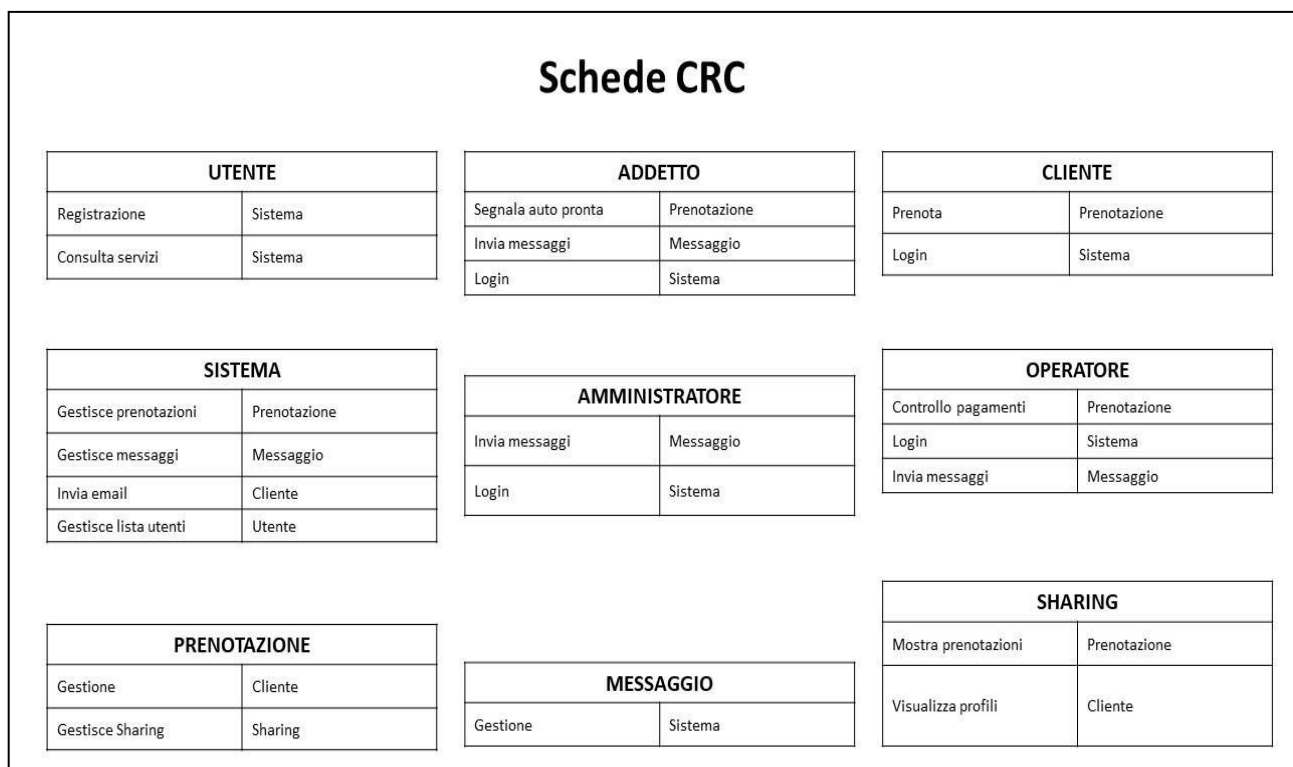 Schede CRC
UTENTE
Registrazione Sistema
Consulta servizi Sistema
ADDETTO
Segnala auto pronta Prenotazione
Invia messaggi Messaggio
Login Sistema
CLIENTE
Prenota Prenotazione
Login Sistema
SISTEMA
Gestisce prenotazioni Prenotazione
Gestisce messaggi Messaggio
Invia email Cliente
Gestisce lista utenti Utente
AMMINISTRATORE
Invia messaggi Messaggio
Login Sistema
OPERATORE
Controllo pagamenti Prenotazione
Login Sistema
Invia messaggi Messaggio
PRENOTAZIONE
Gestione Cliente
Gestisce Sharing Sharing
MESSAGGIO
Gestione Sistema
SHARING
Mostra prenotazioni Prenotazione
Visualizza profili Cliente